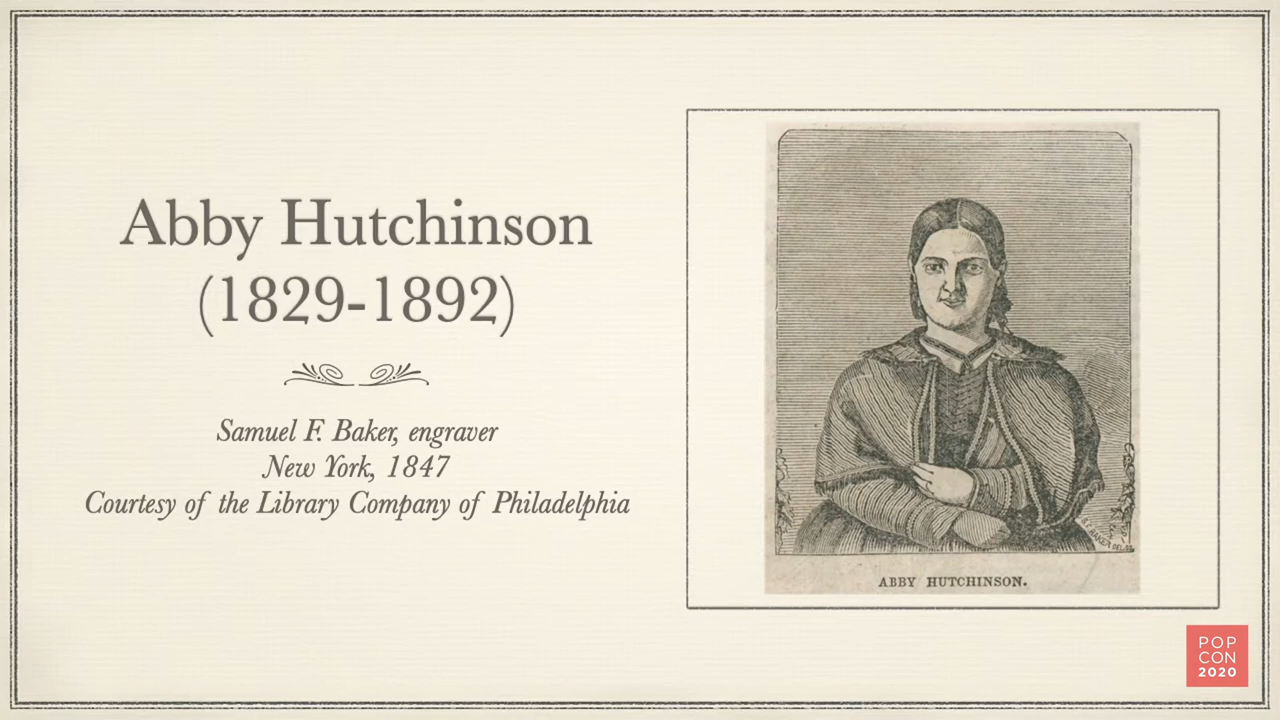 Abby Hutchinson
(1829-1892)
Samuel F. Baker, engraver
New York, 1847
Courtesy of the Library Company of Philadelphia
ABBY HUTCHINSON.
POP
CON
2020